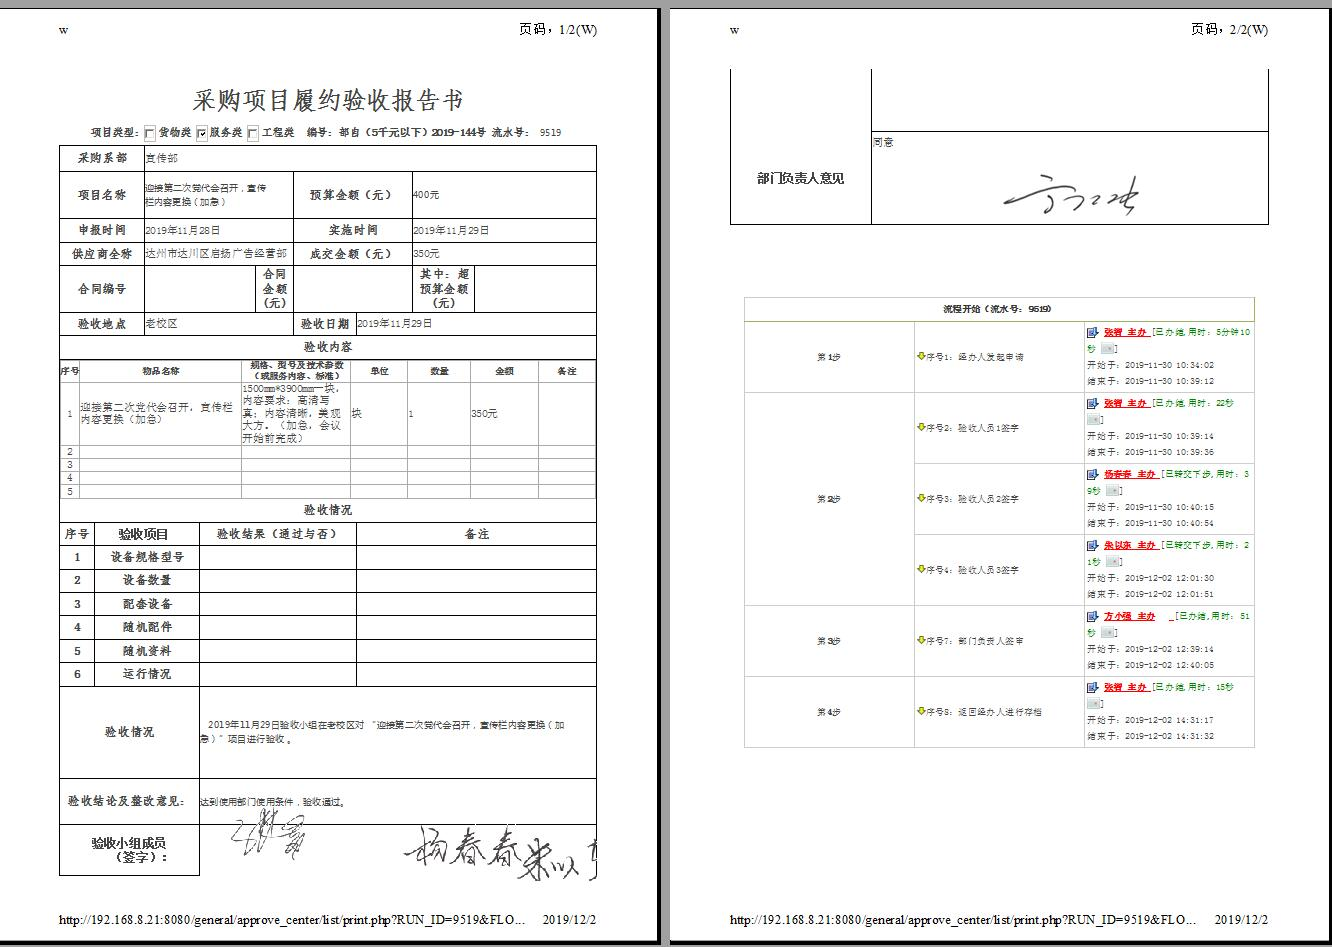 w
页码，1/2(W)
采购项目履约验收报告书
项目类型： 货物类 服务类 工程类 编号：部自（5千元以下）2019-144号 流水号： 9519
采购系部 宣传部
项目名称 迎接第二次党代会召开，宣传栏内容更换（加急） 预算金额（元） 400元
申报时间 2019年11月28日 实施时间 2019年11月29日
供应商全称 达州市达川区启扬广告经营部 成交金额（元） 350元
合同编号 合同金额（元） 其中：超预算金额（元）
验收地点 老校区 验收日期 2019年11月29日
验收内容
序号 物品名称 规格、型号及技术参数（或服务内容、标准） 单位 数量 金额 备注
1 迎接第二次党代会召开，宣传栏内容更换（加急） 1500mm*3900mm一块，内容要求：高清写真；内容清晰，美观大方。（加急，会议开始前完成） 块 1 350元
2
3
4
5
验收情况
序号 验收项目 验收结果（通过与否） 备注
1 设备规格型号
2 设备数量
3 配套设备
4 随机配件
5 随机资料
6 运行情况
验收情况 2019年11月29日验收小组在老校区对 “迎接第二次党代会召开，宣传栏内容更换（加急）”项目进行验收。
验收结论及整改意见： 达到使用部门使用条件，验收通过。
验收小组成员（签字）： 杨春春 朱以
http://192.168.8.21:8080/general/approve_center/list/print.php?RUN_ID=9519&FLO... 2019/12/2
w
页码，2/2(W)
部门负责人意见 同意
流程开始（流水号：9519）
第1步 序号1：经办人发起申请 张智 主办 [已办结,用时：5分钟10秒 ]
开始于：2019-11-30 10:34:02
结束于：2019-11-30 10:39:12
第2步 序号2：验收人员1签字 张智 主办 [已办结,用时：22秒 ]
开始于：2019-11-30 10:39:14
结束于：2019-11-30 10:39:36
序号3：验收人员2签字 杨春春 主办 [已转交下步,用时：39秒 ]
开始于：2019-11-30 10:40:15
结束于：2019-11-30 10:40:54
序号4：验收人员3签字 朱以东 主办 [已转交下步,用时：21秒 ]
开始于：2019-12-02 12:01:30
结束于：2019-12-02 12:01:51
第3步 序号7：部门负责人签审 方小强 主办 [已办结,用时：51秒 ]
开始于：2019-12-02 12:39:14
结束于：2019-12-02 12:40:05
第4步 序号8：返回经办人进行存档 张智 主办 [已办结,用时：15秒 ]
开始于：2019-12-02 14:31:17
结束于：2019-12-02 14:31:32
http://192.168.8.21:8080/general/approve_center/list/print.php?RUN_ID=9519&FLO... 2019/12/2